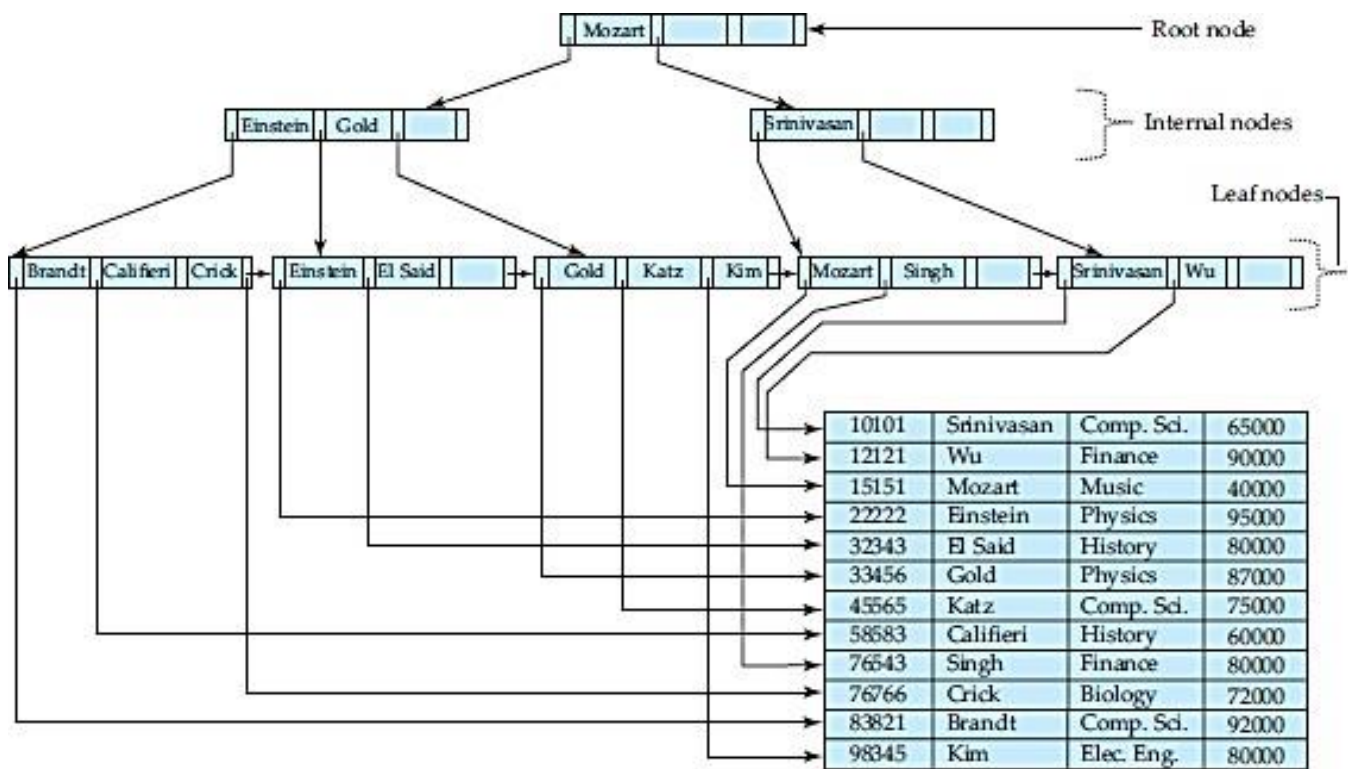 Mozart
Root node
Einstein Gold
Srinivasan
Internal nodes
Leaf nodes
Brandt Califieri Crick
Einstein El Said
Gold Katz Kim
Mozart Singh
Srinivasan Wu
10101 Srinivasan Comp. Sci. 65000
12121 Wu Finance 90000
15151 Mozart Music 40000
22222 Einstein Physics 95000
32343 El Said History 80000
33456 Gold Physics 87000
45565 Katz Comp. Sci. 75000
58583 Califieri History 60000
76543 Singh Finance 80000
76766 Crick Biology 72000
83821 Brandt Comp. Sci. 92000
98345 Kim Elec. Eng. 80000